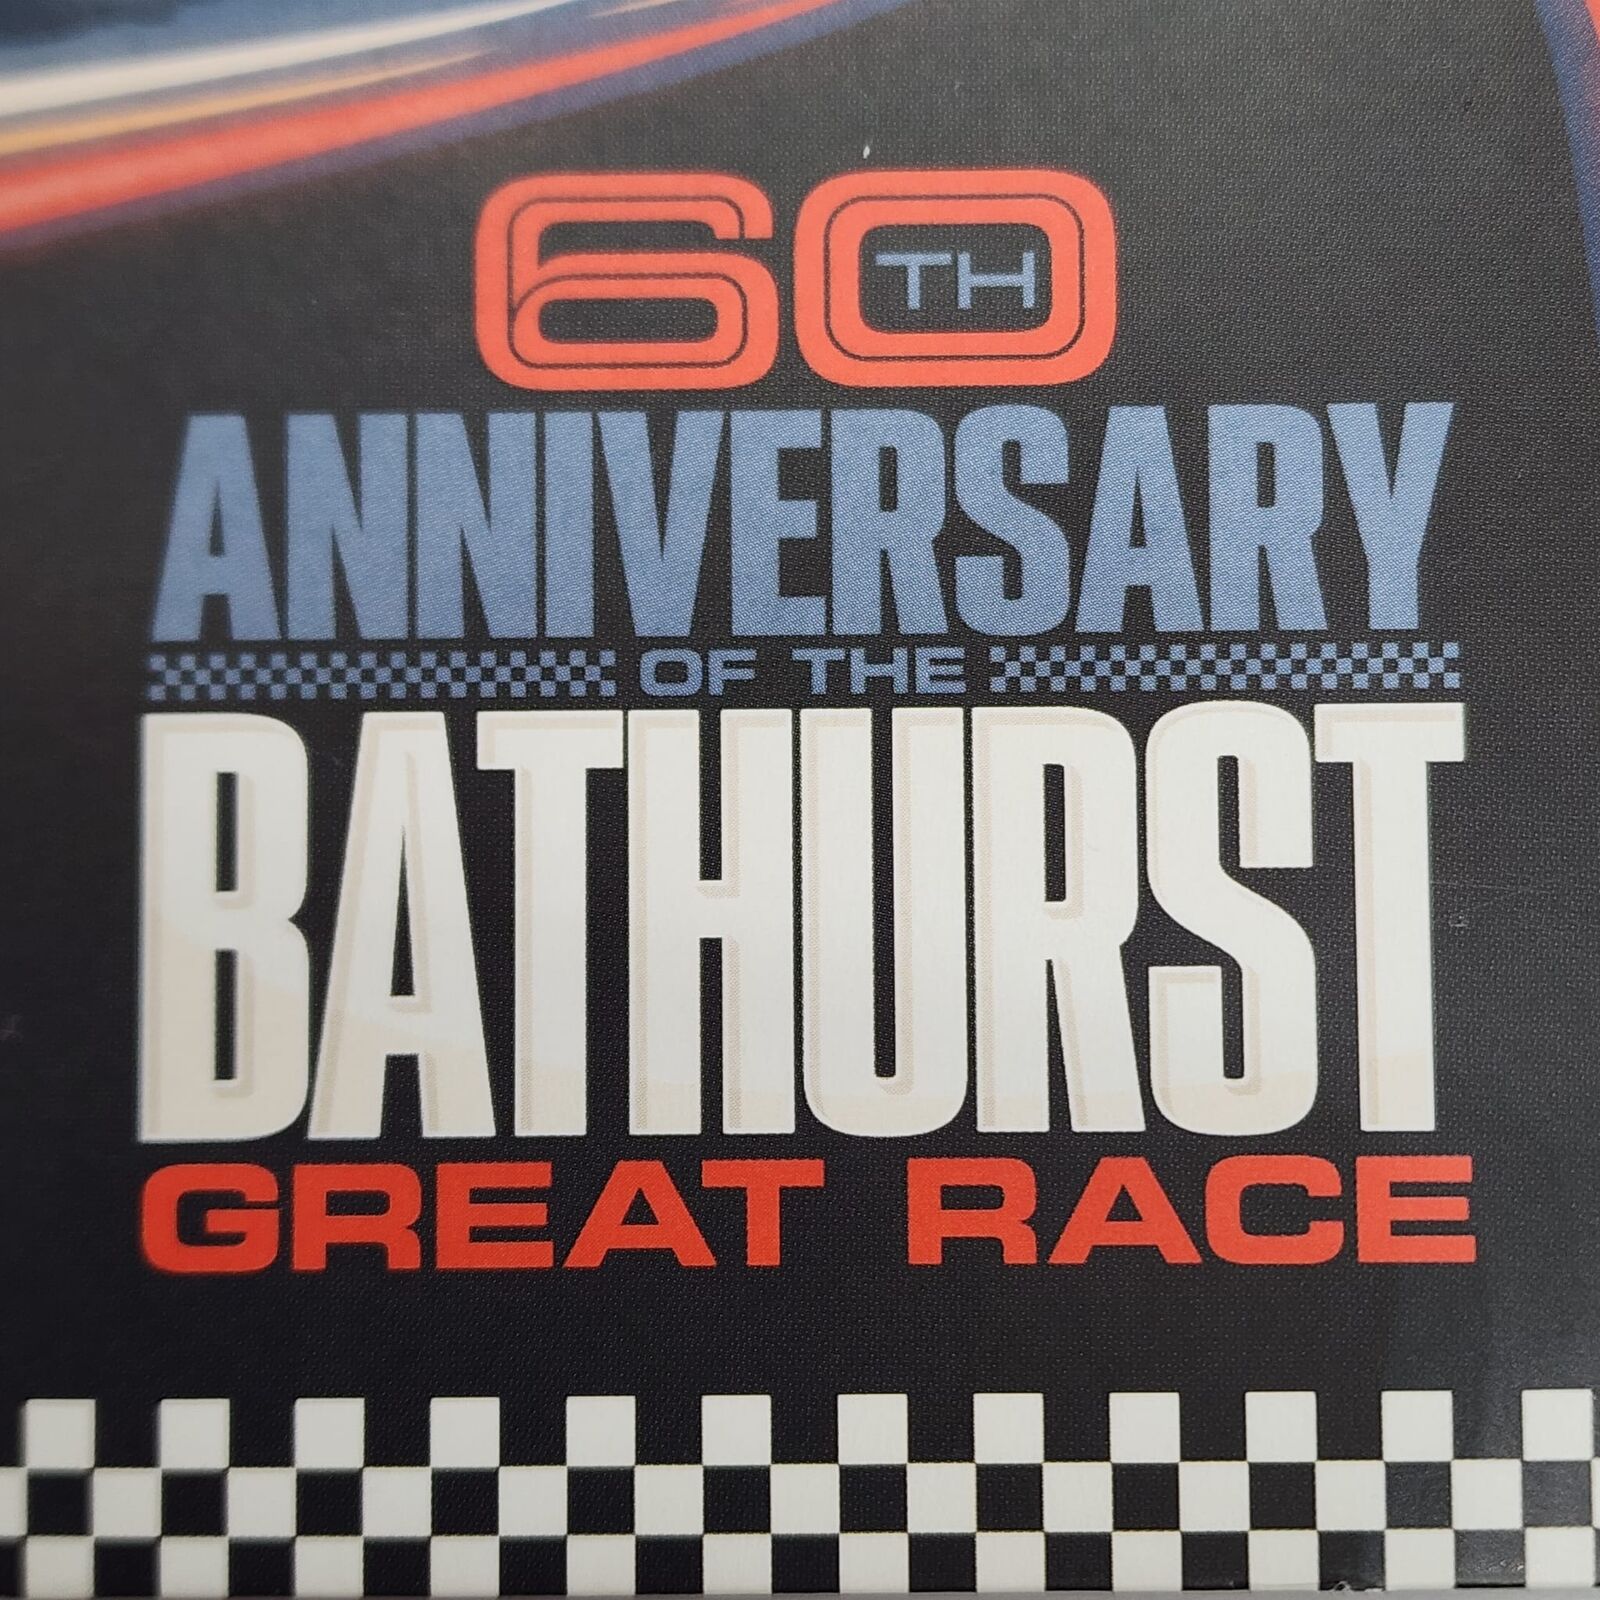 60TH
ANNIVERSARY
OF THE
BATHURST
GREAT RACE